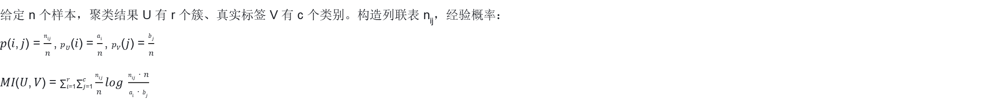 给定 n 个样本，聚类结果 U 有 r 个簇、真实标签 V 有 c 个类别。构造列联表 n_{ij}，经验概率：
p(i, j) = \frac{n_{ij}}{n}, p_U(i) = \frac{a_i}{n}, p_V(j) = \frac{b_j}{n}
MI(U, V) = \sum_{i=1}^{r} \sum_{j=1}^{c} \frac{n_{ij}}{n} log \frac{n_{ij} \cdot n}{a_i \cdot b_j}